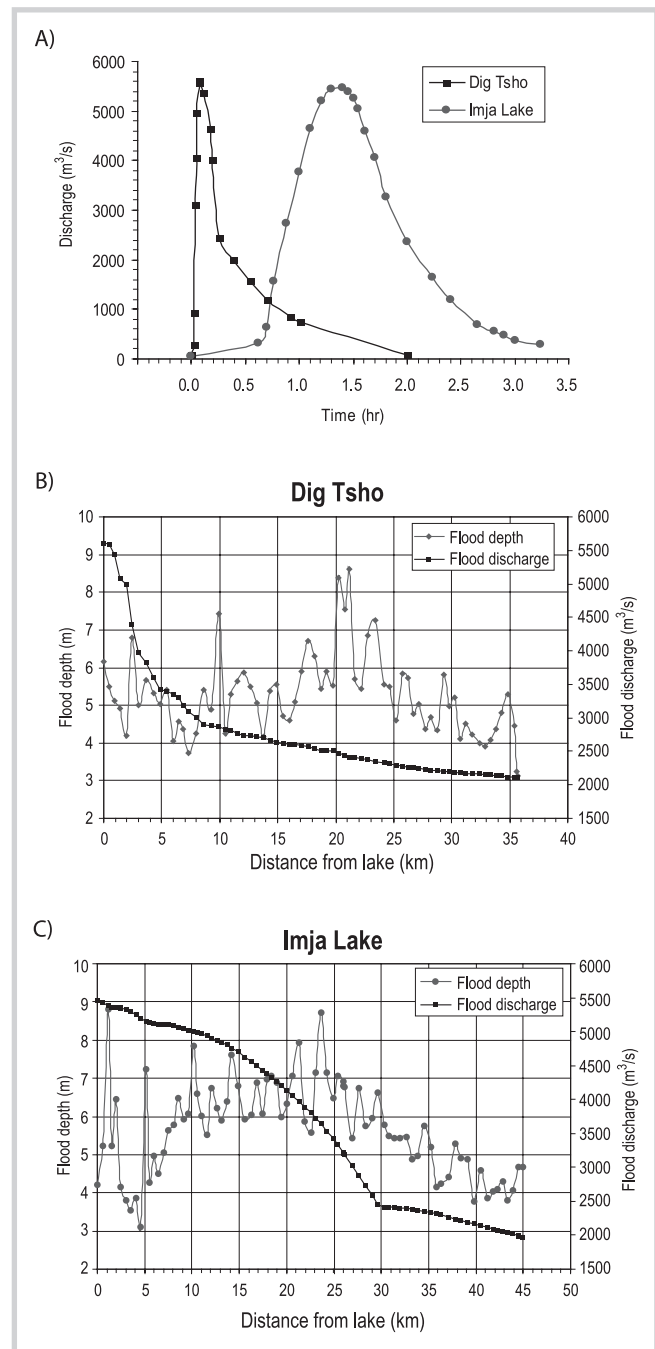 A)
6000
5000
4000
3000
2000
1000
0
Discharge (m³/s)
Dig Tsho
Imja Lake
0.0 0.5 1.0 1.5 2.0 2.5 3.0 3.5
Time (hr)
B)
Dig Tsho
10
9
8
7
6
5
4
3
2
Flood depth (m)
Flood depth
Flood discharge
6000
5500
5000
4500
4000
3500
3000
2500
2000
1500
Flood discharge (m³/s)
0 5 10 15 20 25 30 35 40
Distance from lake (km)
C)
Imja Lake
10
9
8
7
6
5
4
3
2
Flood depth (m)
Flood depth
Flood discharge
6000
5500
5000
4500
4000
3500
3000
2500
2000
1500
Flood discharge (m³/s)
0 5 10 15 20 25 30 35 40 45 50
Distance from lake (km)